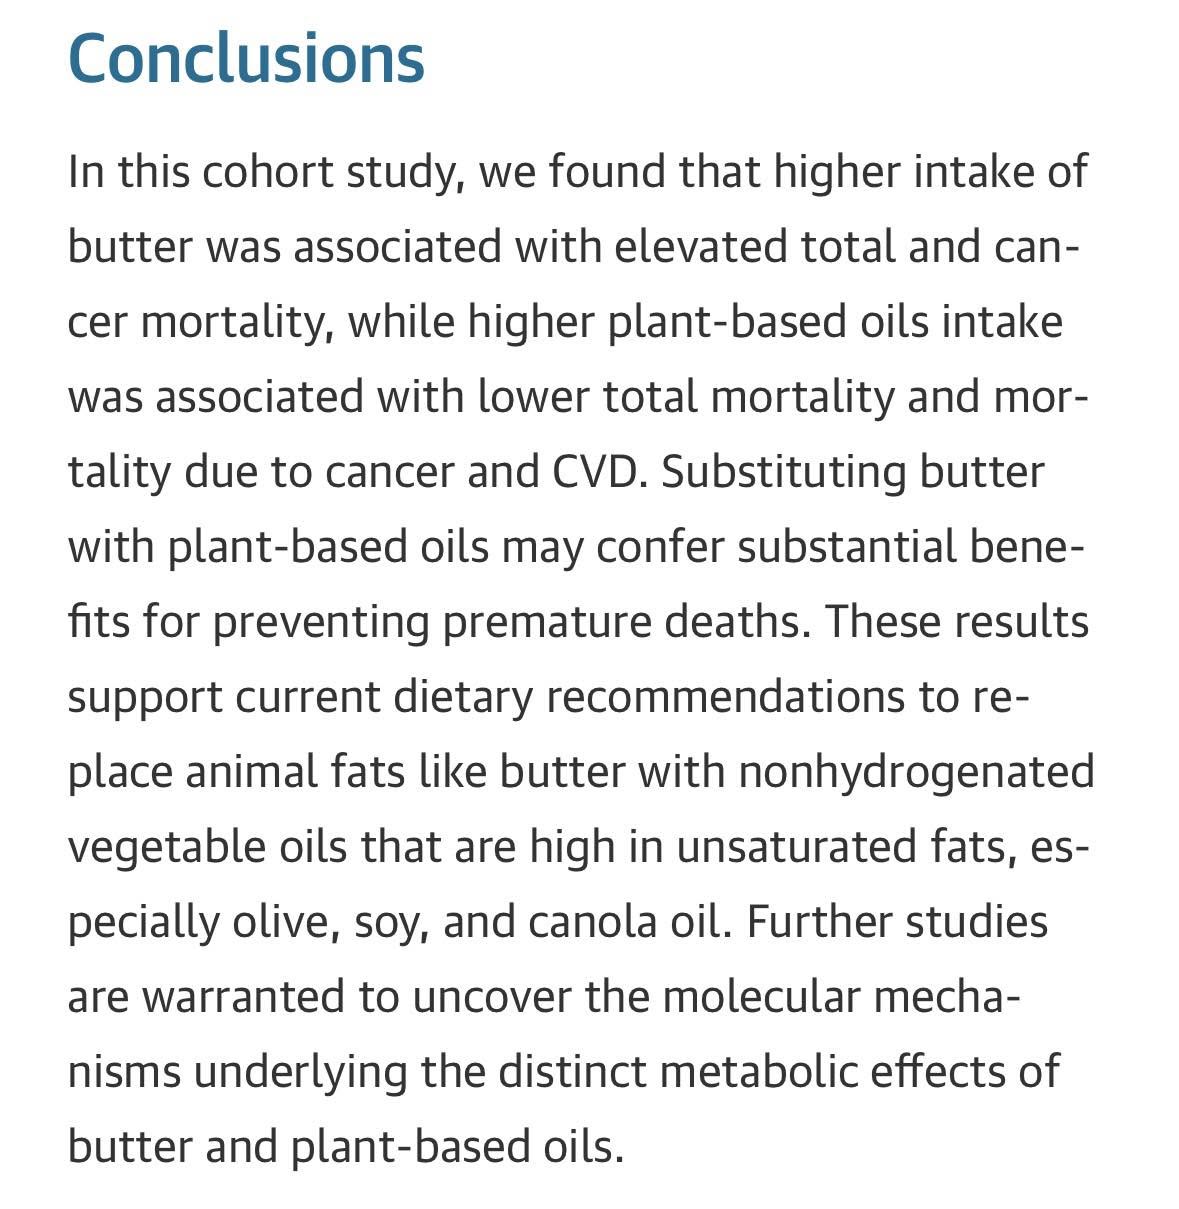 Conclusions
In this cohort study, we found that higher intake of
butter was associated with elevated total and can-
cer mortality, while higher plant-based oils intake
was associated with lower total mortality and mor-
tality due to cancer and CVD. Substituting butter
with plant-based oils may confer substantial bene-
fits for preventing premature deaths. These results
support current dietary recommendations to re-
place animal fats like butter with nonhydrogenated
vegetable oils that are high in unsaturated fats, es-
pecially olive, soy, and canola oil. Further studies
are warranted to uncover the molecular mecha-
nisms underlying the distinct metabolic effects of
butter and plant-based oils.